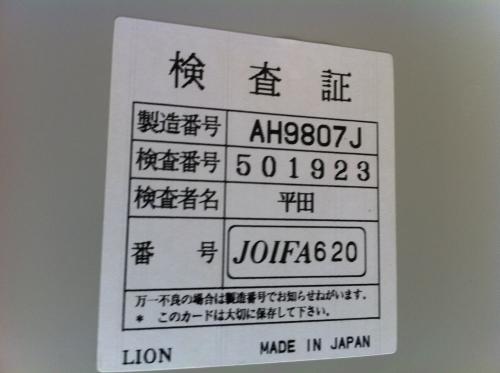 検査証
製造番号 AH9807J
検査番号 501923
検査者名 平田
番号 JOIFA620
万一不良の場合は製造番号でお知らせねがいます。
* このカードは大切に保存して下さい。
LION MADE IN JAPAN